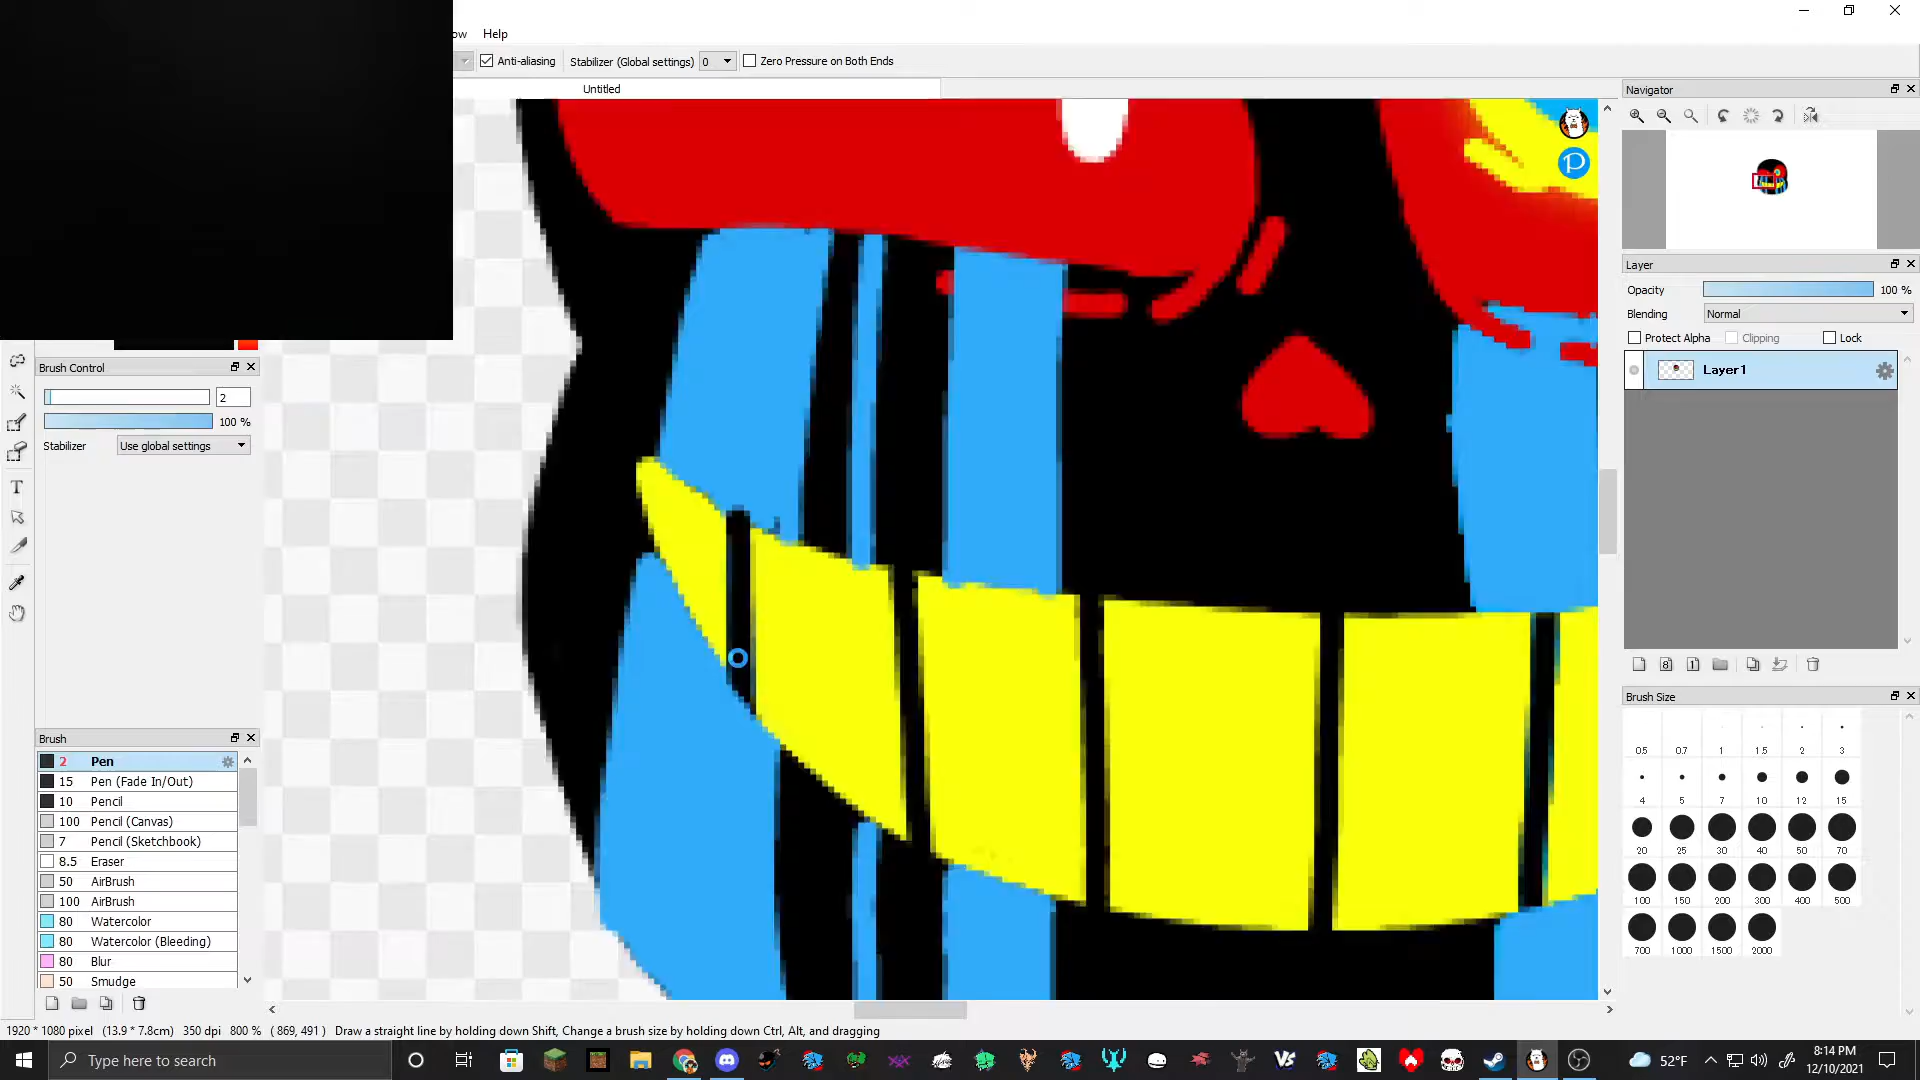 ow Help
Anti-aliasing Stabilizer (Global settings) 0 Zero Pressure on Both Ends
Untitled
Navigator
Layer
Opacity 100 %
Blending Normal
Protect Alpha Clipping Lock
Layer1
Brush Control
2
100 %
Stabilizer Use global settings
T
Brush
2 Pen
15 Pen (Fade In/Out)
10 Pencil
100 Pencil (Canvas)
7 Pencil (Sketchbook)
8.5 Eraser
50 AirBrush
100 AirBrush
80 Watercolor
80 Watercolor (Bleeding)
80 Blur
50 Smudge
8 1
Brush Size
0.5 0.7 1 1.5 2 3
4 5 7 10 12 15
20 25 30 40 50 70
100 150 200 300 400 500
700 1000 1500 2000
1920 * 1080 pixel (13.9 * 7.8cm) 350 dpi 800 % ( 869, 491 ) Draw a straight line by holding down Shift, Change a brush size by holding down Ctrl, Alt, and dragging
Type here to search
VS
52°F
8:14 PM
12/10/2021